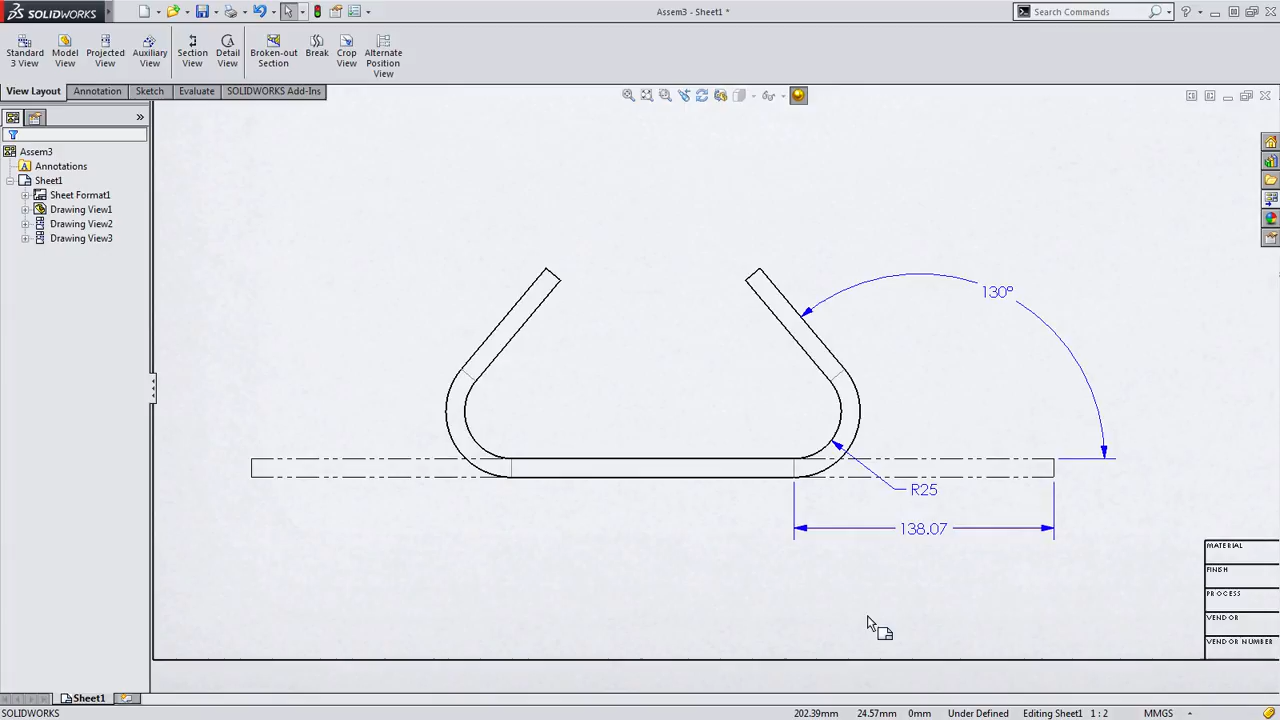 SOLIDWORKS
Assem3 - Sheet1 *
Search Commands
?
Standard 3 View
Model View
Projected View
Auxiliary View
Section View
Detail View
Broken-out Section
Break
Crop View
Alternate Position View
View Layout
Annotation
Sketch
Evaluate
SOLIDWORKS Add-Ins
Assem3
Annotations
Sheet1
Sheet Format1
Drawing View1
Drawing View2
Drawing View3
130°
R25
138.07
MATERIAL
FINISH
PROCESS
VENDOR
VENDOR NUMBER
Sheet1
SOLIDWORKS
202.39mm
24.57mm
0mm
Under Defined
Editing Sheet1
1 : 2
MMGS